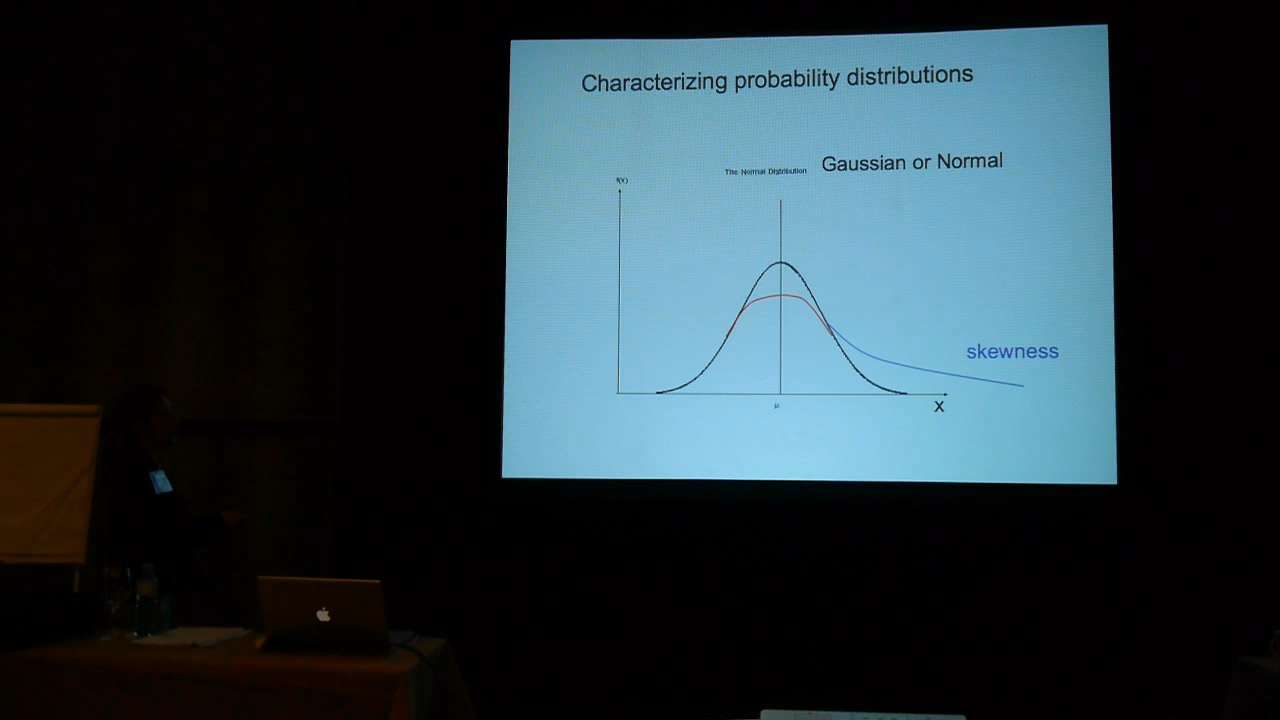 Characterizing probability distributions
The Normal Distribution
Gaussian or Normal
f(x)
skewness
μ
x